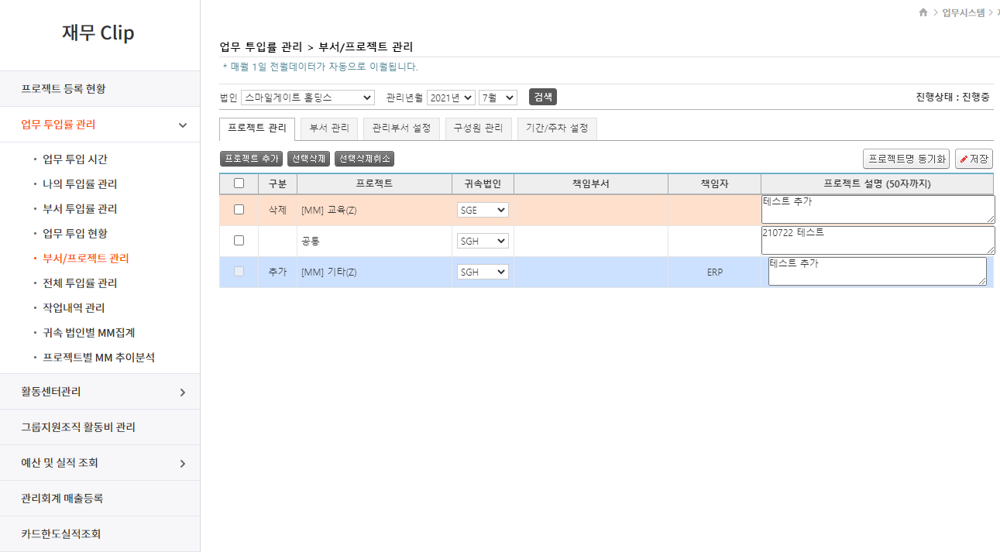 재무 Clip
프로젝트 등록 현황
업무 투입률 관리
· 업무 투입 시간
· 나의 투입률 관리
· 부서 투입률 관리
· 업무 투입 현황
· 부서/프로젝트 관리
· 전체 투입률 관리
· 작업내역 관리
· 귀속 법인별 MM집계
· 프로젝트별 MM 추이분석
활동센터관리
그룹지원조직 활동비 관리
예산 및 실적 조회
관리회계 매출등록
카드한도실적조회
> 업무시스템 >
업무 투입률 관리 > 부서/프로젝트 관리
* 매월 1일 전월데이터가 자동으로 이월됩니다.
법인 스마일게이트 홀딩스 관리년월 2021년 7월 검색 진행상태 : 진행중
프로젝트 관리 부서 관리 관리부서 설정 구성원 관리 기간/주차 설정
프로젝트 추가 선택삭제 선택삭제취소 프로젝트명 동기화 저장
구분 프로젝트 귀속법인 책임부서 책임자 프로젝트 설명 (50자까지)
삭제 [MM] 교육(Z) SGE 테스트 추가
공통 SGH 210722 테스트
추가 [MM] 기타(Z) SGH ERP 테스트 추가